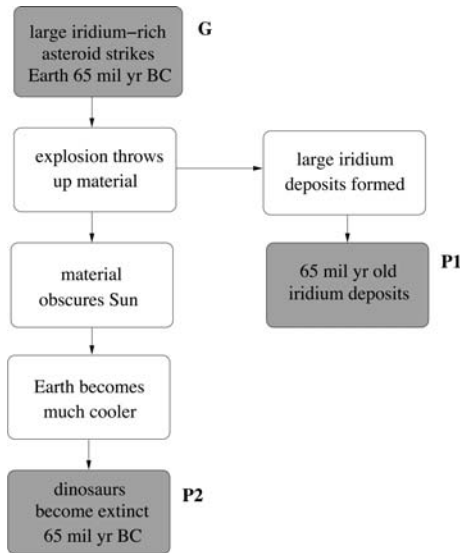 large iridium−rich
asteroid strikes
Earth 65 mil yr BC
G
explosion throws
up material
large iridium
deposits formed
material
obscures Sun
65 mil yr old
iridium deposits
P1
Earth becomes
much cooler
dinosaurs
become extinct
65 mil yr BC
P2